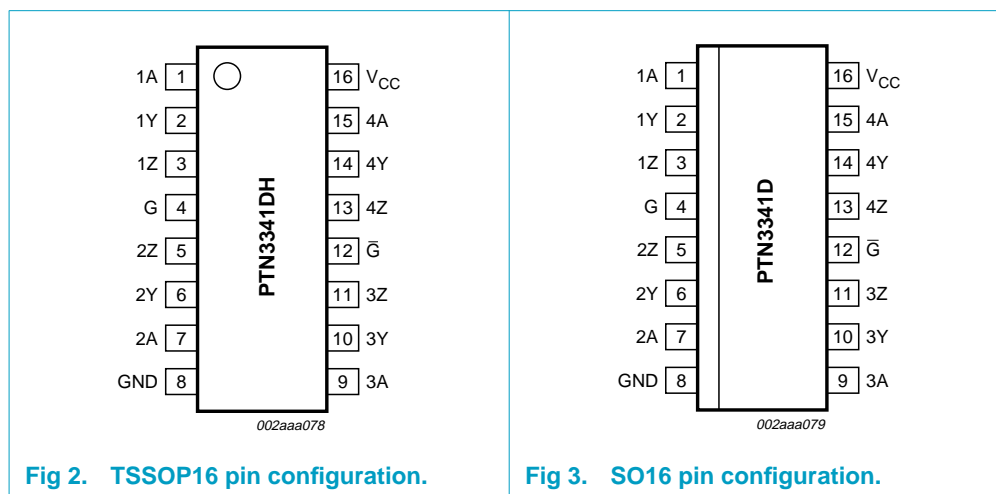 1A 1 16 VCC
1Y 2 15 4A
1Z 3 14 4Y
G 4 13 4Z
2Z 5 12 G̅
2Y 6 11 3Z
2A 7 10 3Y
GND 8 9 3A
PTN3341DH
002aaa078
Fig 2. TSSOP16 pin configuration.
1A 1 16 VCC
1Y 2 15 4A
1Z 3 14 4Y
G 4 13 4Z
2Z 5 12 G̅
2Y 6 11 3Z
2A 7 10 3Y
GND 8 9 3A
PTN3341D
002aaa079
Fig 3. SO16 pin configuration.